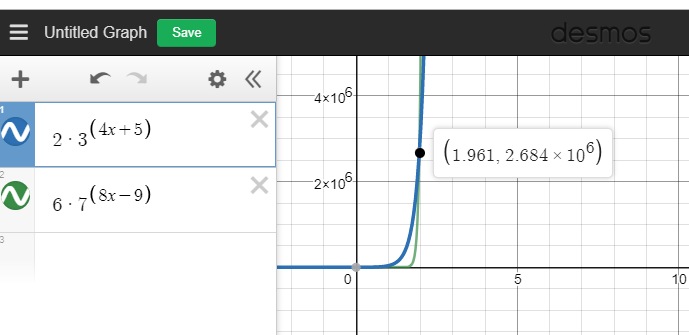 Untitled Graph Save desmos
1
2 · 3^(4x+5)
2
6 · 7^(8x−9)
3
4×10^6
(1.961, 2.684 × 10^6)
2×10^6
0 5 10